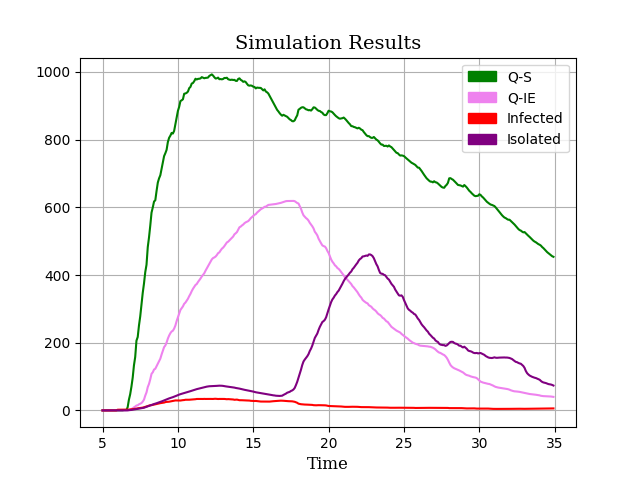 Simulation Results
1000
800
600
400
200
0
Q-S
Q-IE
Infected
Isolated
5 10 15 20 25 30 35
Time